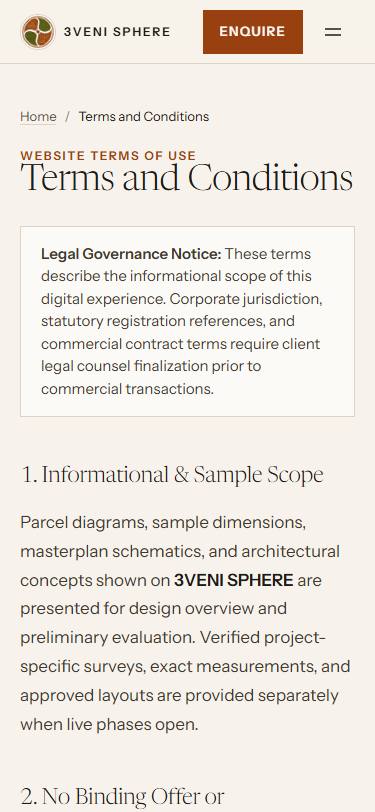 3VENI SPHERE
ENQUIRE
Home / Terms and Conditions
WEBSITE TERMS OF USE
Terms and Conditions
Legal Governance Notice: These terms
describe the informational scope of this
digital experience. Corporate jurisdiction,
statutory registration references, and
commercial contract terms require client
legal counsel finalization prior to
commercial transactions.
1. Informational & Sample Scope
Parcel diagrams, sample dimensions,
masterplan schematics, and architectural
concepts shown on 3VENI SPHERE are
presented for design overview and
preliminary evaluation. Verified project-
specific surveys, exact measurements, and
approved layouts are provided separately
when live phases open.
2. No Binding Offer or